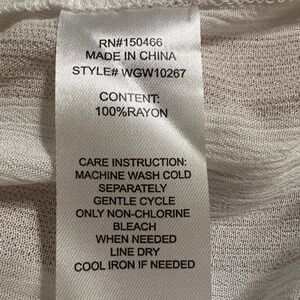 RN#150466
MADE IN CHINA
STYLE# WGW10267
CONTENT:
100%RAYON
CARE INSTRUCTION:
MACHINE WASH COLD
SEPARATELY
GENTLE CYCLE
ONLY NON-CHLORINE
BLEACH
WHEN NEEDED
LINE DRY
COOL IRON IF NEEDED